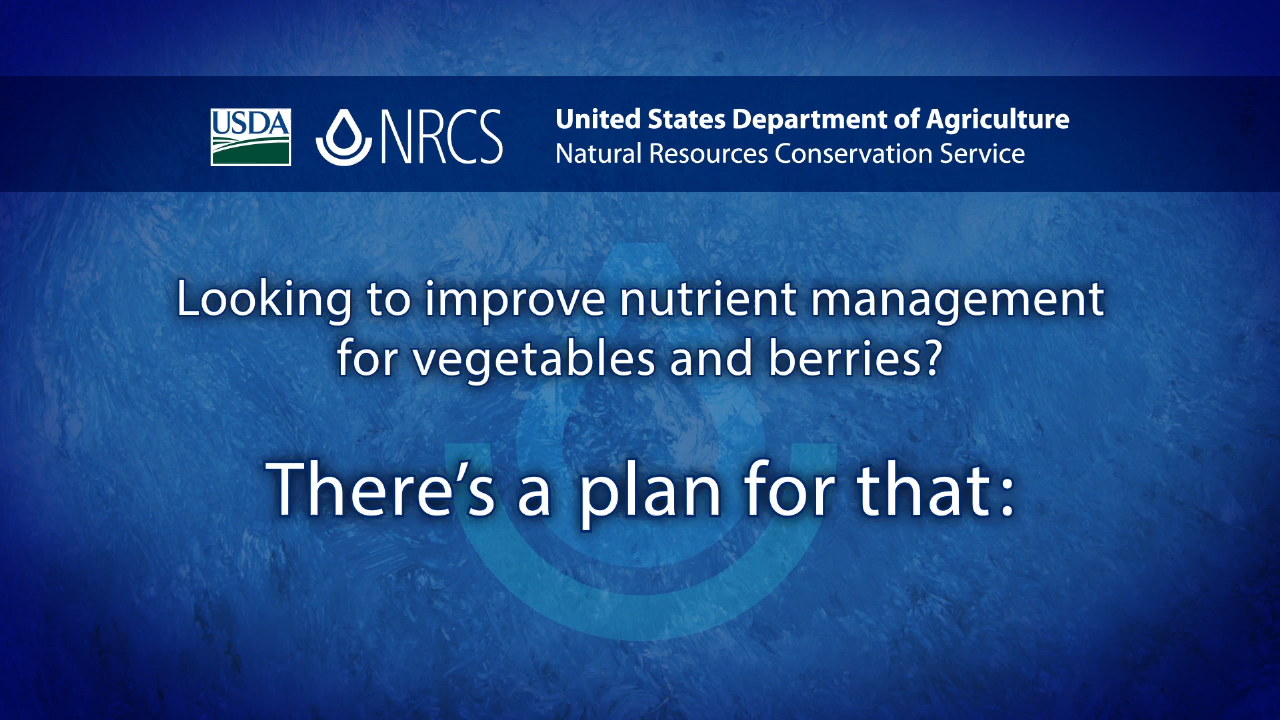 USDA NRCS United States Department of Agriculture
Natural Resources Conservation Service
Looking to improve nutrient management
for vegetables and berries?
There's a plan for that: